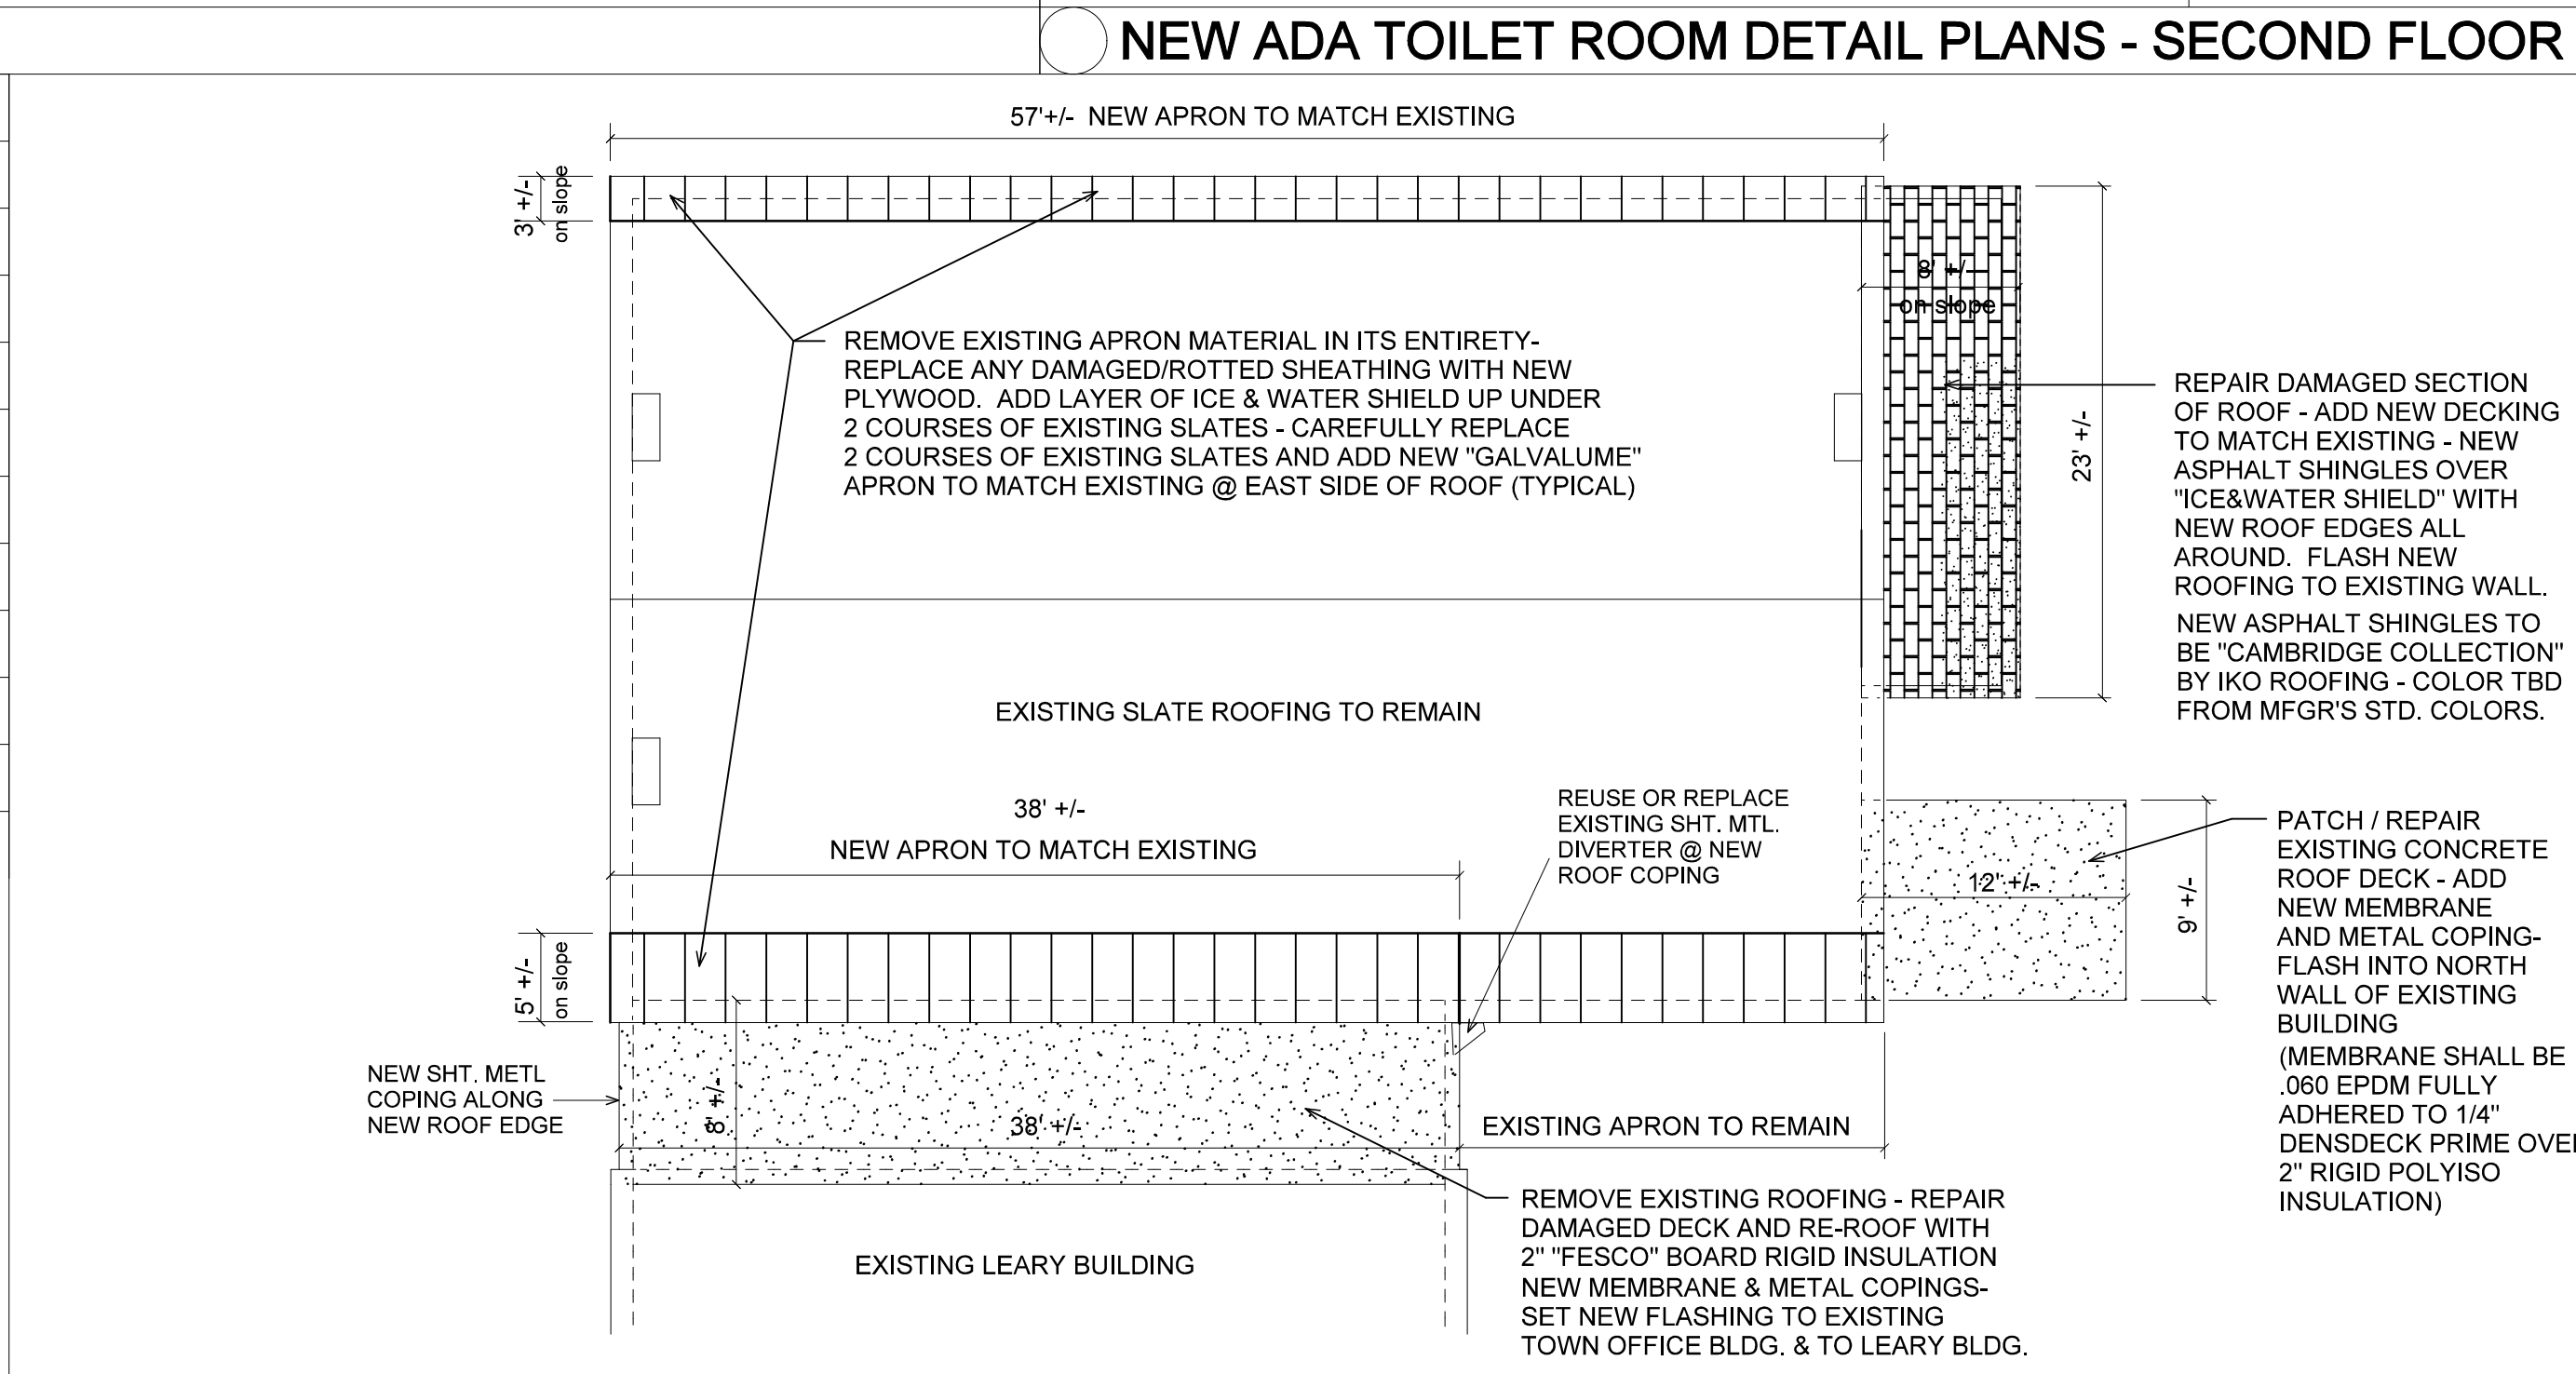 NEW ADA TOILET ROOM DETAIL PLANS - SECOND FLOOR
57'+/- NEW APRON TO MATCH EXISTING
3' +/-
on slope
8' +/
on slope
23' +/-
REMOVE EXISTING APRON MATERIAL IN ITS ENTIRETY-
REPLACE ANY DAMAGED/ROTTED SHEATHING WITH NEW
PLYWOOD. ADD LAYER OF ICE & WATER SHIELD UP UNDER
2 COURSES OF EXISTING SLATES - CAREFULLY REPLACE
2 COURSES OF EXISTING SLATES AND ADD NEW "GALVALUME"
APRON TO MATCH EXISTING @ EAST SIDE OF ROOF (TYPICAL)
REPAIR DAMAGED SECTION
OF ROOF - ADD NEW DECKING
TO MATCH EXISTING - NEW
ASPHALT SHINGLES OVER
"ICE&WATER SHIELD" WITH
NEW ROOF EDGES ALL
AROUND. FLASH NEW
ROOFING TO EXISTING WALL.
NEW ASPHALT SHINGLES TO
BE "CAMBRIDGE COLLECTION"
BY IKO ROOFING - COLOR TBD
FROM MFGR'S STD. COLORS.
EXISTING SLATE ROOFING TO REMAIN
38' +/-
NEW APRON TO MATCH EXISTING
REUSE OR REPLACE
EXISTING SHT. MTL.
DIVERTER @ NEW
ROOF COPING
12' +/-
9' +/-
PATCH / REPAIR
EXISTING CONCRETE
ROOF DECK - ADD
NEW MEMBRANE
AND METAL COPING-
FLASH INTO NORTH
WALL OF EXISTING
BUILDING
(MEMBRANE SHALL BE
.060 EPDM FULLY
ADHERED TO 1/4"
DENSDECK PRIME OVE
2" RIGID POLYISO
INSULATION)
5' +/-
on slope
NEW SHT. METL
COPING ALONG
NEW ROOF EDGE
8' +/-
38' +/-
EXISTING APRON TO REMAIN
REMOVE EXISTING ROOFING - REPAIR
DAMAGED DECK AND RE-ROOF WITH
2" "FESCO" BOARD RIGID INSULATION
NEW MEMBRANE & METAL COPINGS-
SET NEW FLASHING TO EXISTING
TOWN OFFICE BLDG. & TO LEARY BLDG.
EXISTING LEARY BUILDING